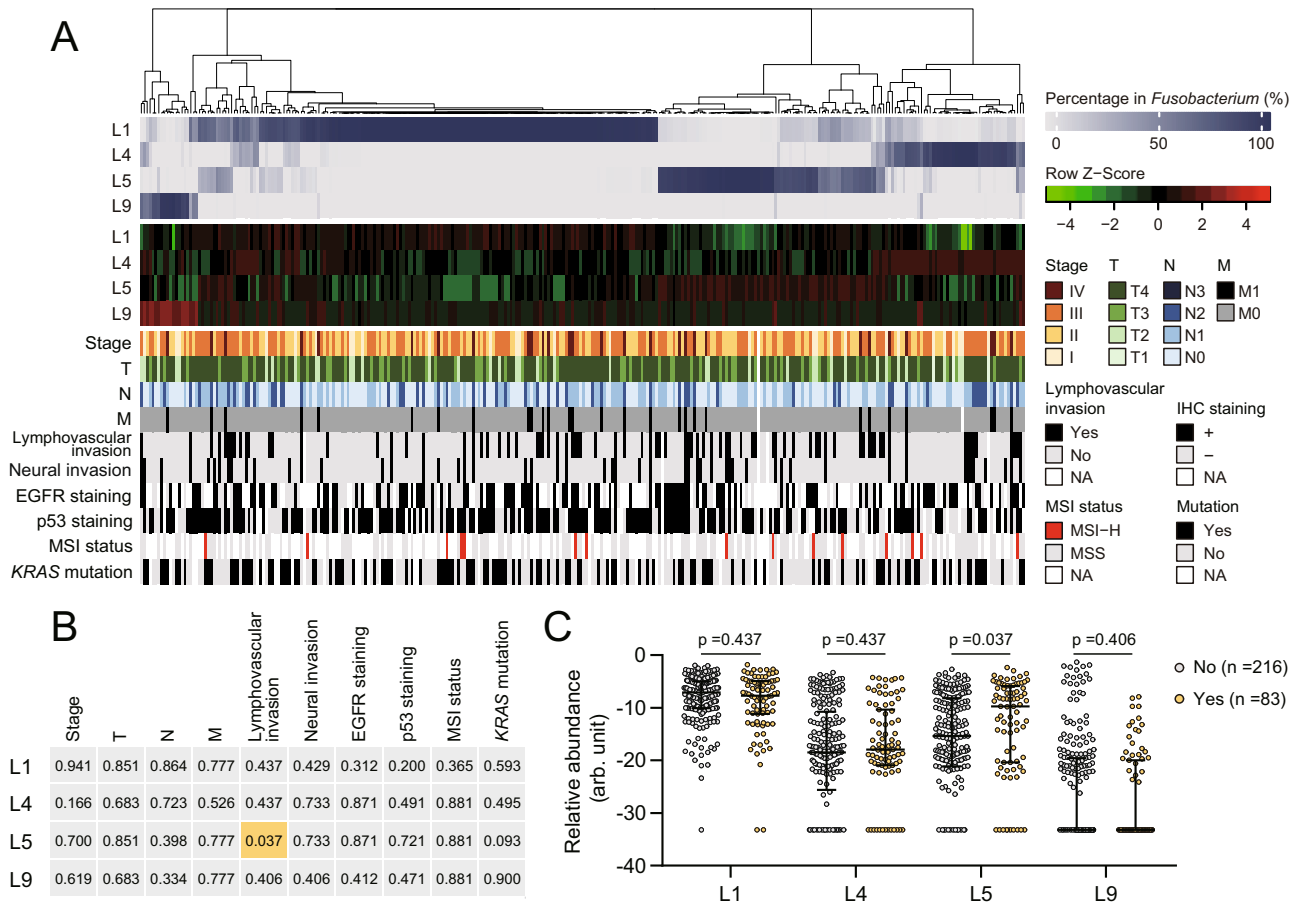 A
L1
L4
L5
L9
L1
L4
L5
L9
Stage
T
N
M
Lymphovascular
invasion
Neural invasion
EGFR staining
p53 staining
MSI status
KRAS mutation
Percentage in Fusobacterium (%)
0 50 100
Row Z−Score
−4 −2 0 2 4
Stage T N M
IV T4 N3 M1
III T3 N2 M0
II T2 N1
I T1 N0
Lymphovascular
invasion
Yes
No
NA
IHC staining
+
−
NA
MSI status
MSI−H
MSS
NA
Mutation
Yes
No
NA
B
Stage
T
N
M
Lymphovascular
invasion
Neural invasion
EGFR staining
p53 staining
MSI status
KRAS mutation
L1 0.941 0.851 0.864 0.777 0.437 0.429 0.312 0.200 0.365 0.593
L4 0.166 0.683 0.723 0.526 0.437 0.733 0.871 0.491 0.881 0.495
L5 0.700 0.851 0.398 0.777 0.037 0.733 0.871 0.721 0.881 0.093
L9 0.619 0.683 0.334 0.777 0.406 0.406 0.412 0.471 0.881 0.900
C
p =0.437 p =0.437 p =0.037 p =0.406
Relative abundance
(arb. unit)
0
-10
-20
-30
-40
L1 L4 L5 L9
No (n =216)
Yes (n =83)